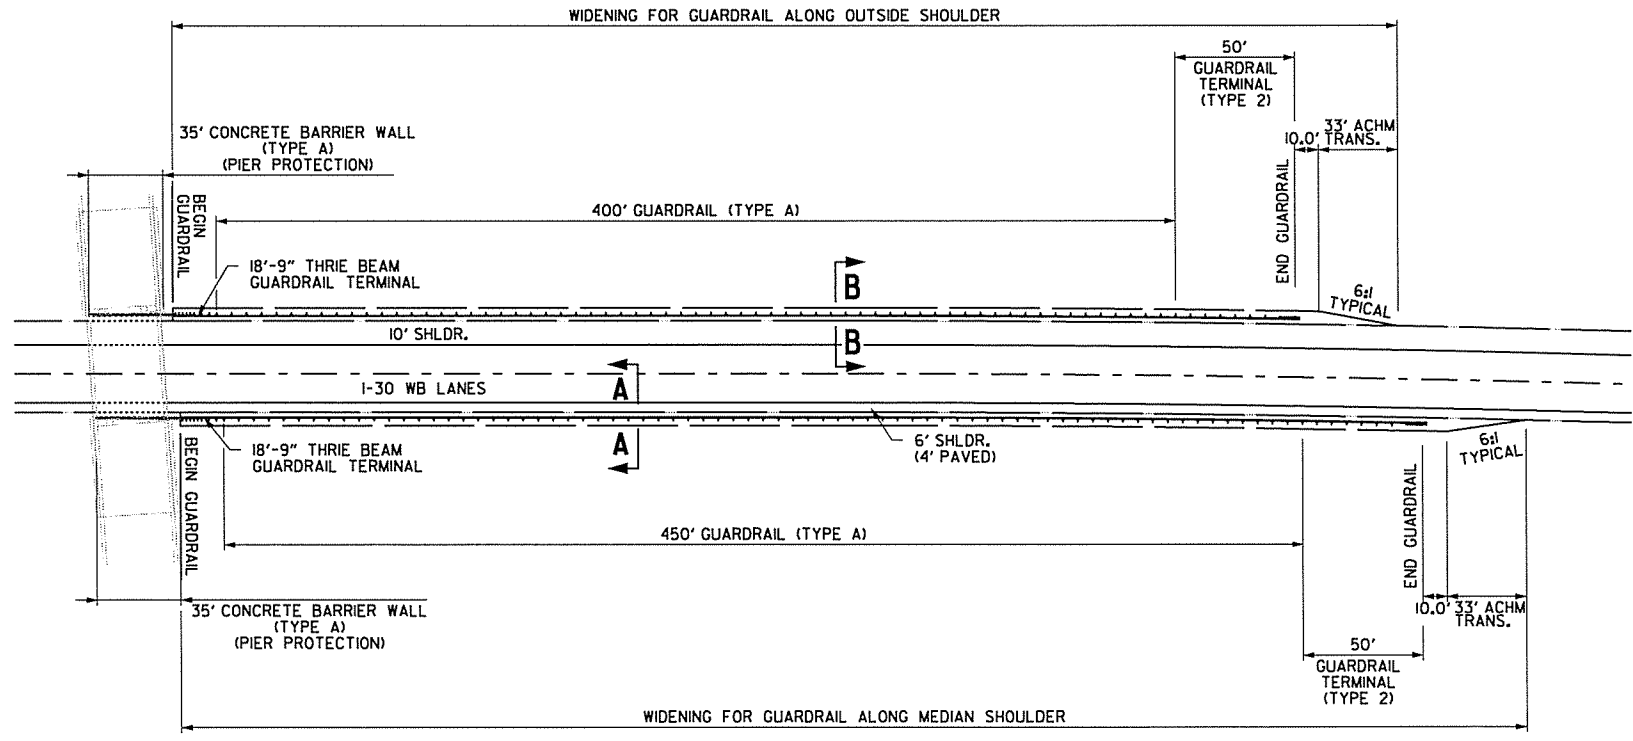 WIDENING FOR GUARDRAIL ALONG OUTSIDE SHOULDER
50'
GUARDRAIL
TERMINAL
(TYPE 2)
35' CONCRETE BARRIER WALL
(TYPE A)
(PIER PROTECTION)
10.0'
33' ACHM
TRANS.
BEGIN
GUARDRAIL
400' GUARDRAIL (TYPE A)
END GUARDRAIL
18'-9" THRIE BEAM
GUARDRAIL TERMINAL
B
6:1
TYPICAL
10' SHLDR.
B
I-30 WB LANES
A
A
18'-9" THRIE BEAM
GUARDRAIL TERMINAL
6' SHLDR.
(4' PAVED)
6:1
TYPICAL
BEGIN GUARDRAIL
450' GUARDRAIL (TYPE A)
END GUARDRAIL
35' CONCRETE BARRIER WALL
(TYPE A)
(PIER PROTECTION)
10.0'
33' ACHM
TRANS.
50'
GUARDRAIL
TERMINAL
(TYPE 2)
WIDENING FOR GUARDRAIL ALONG MEDIAN SHOULDER